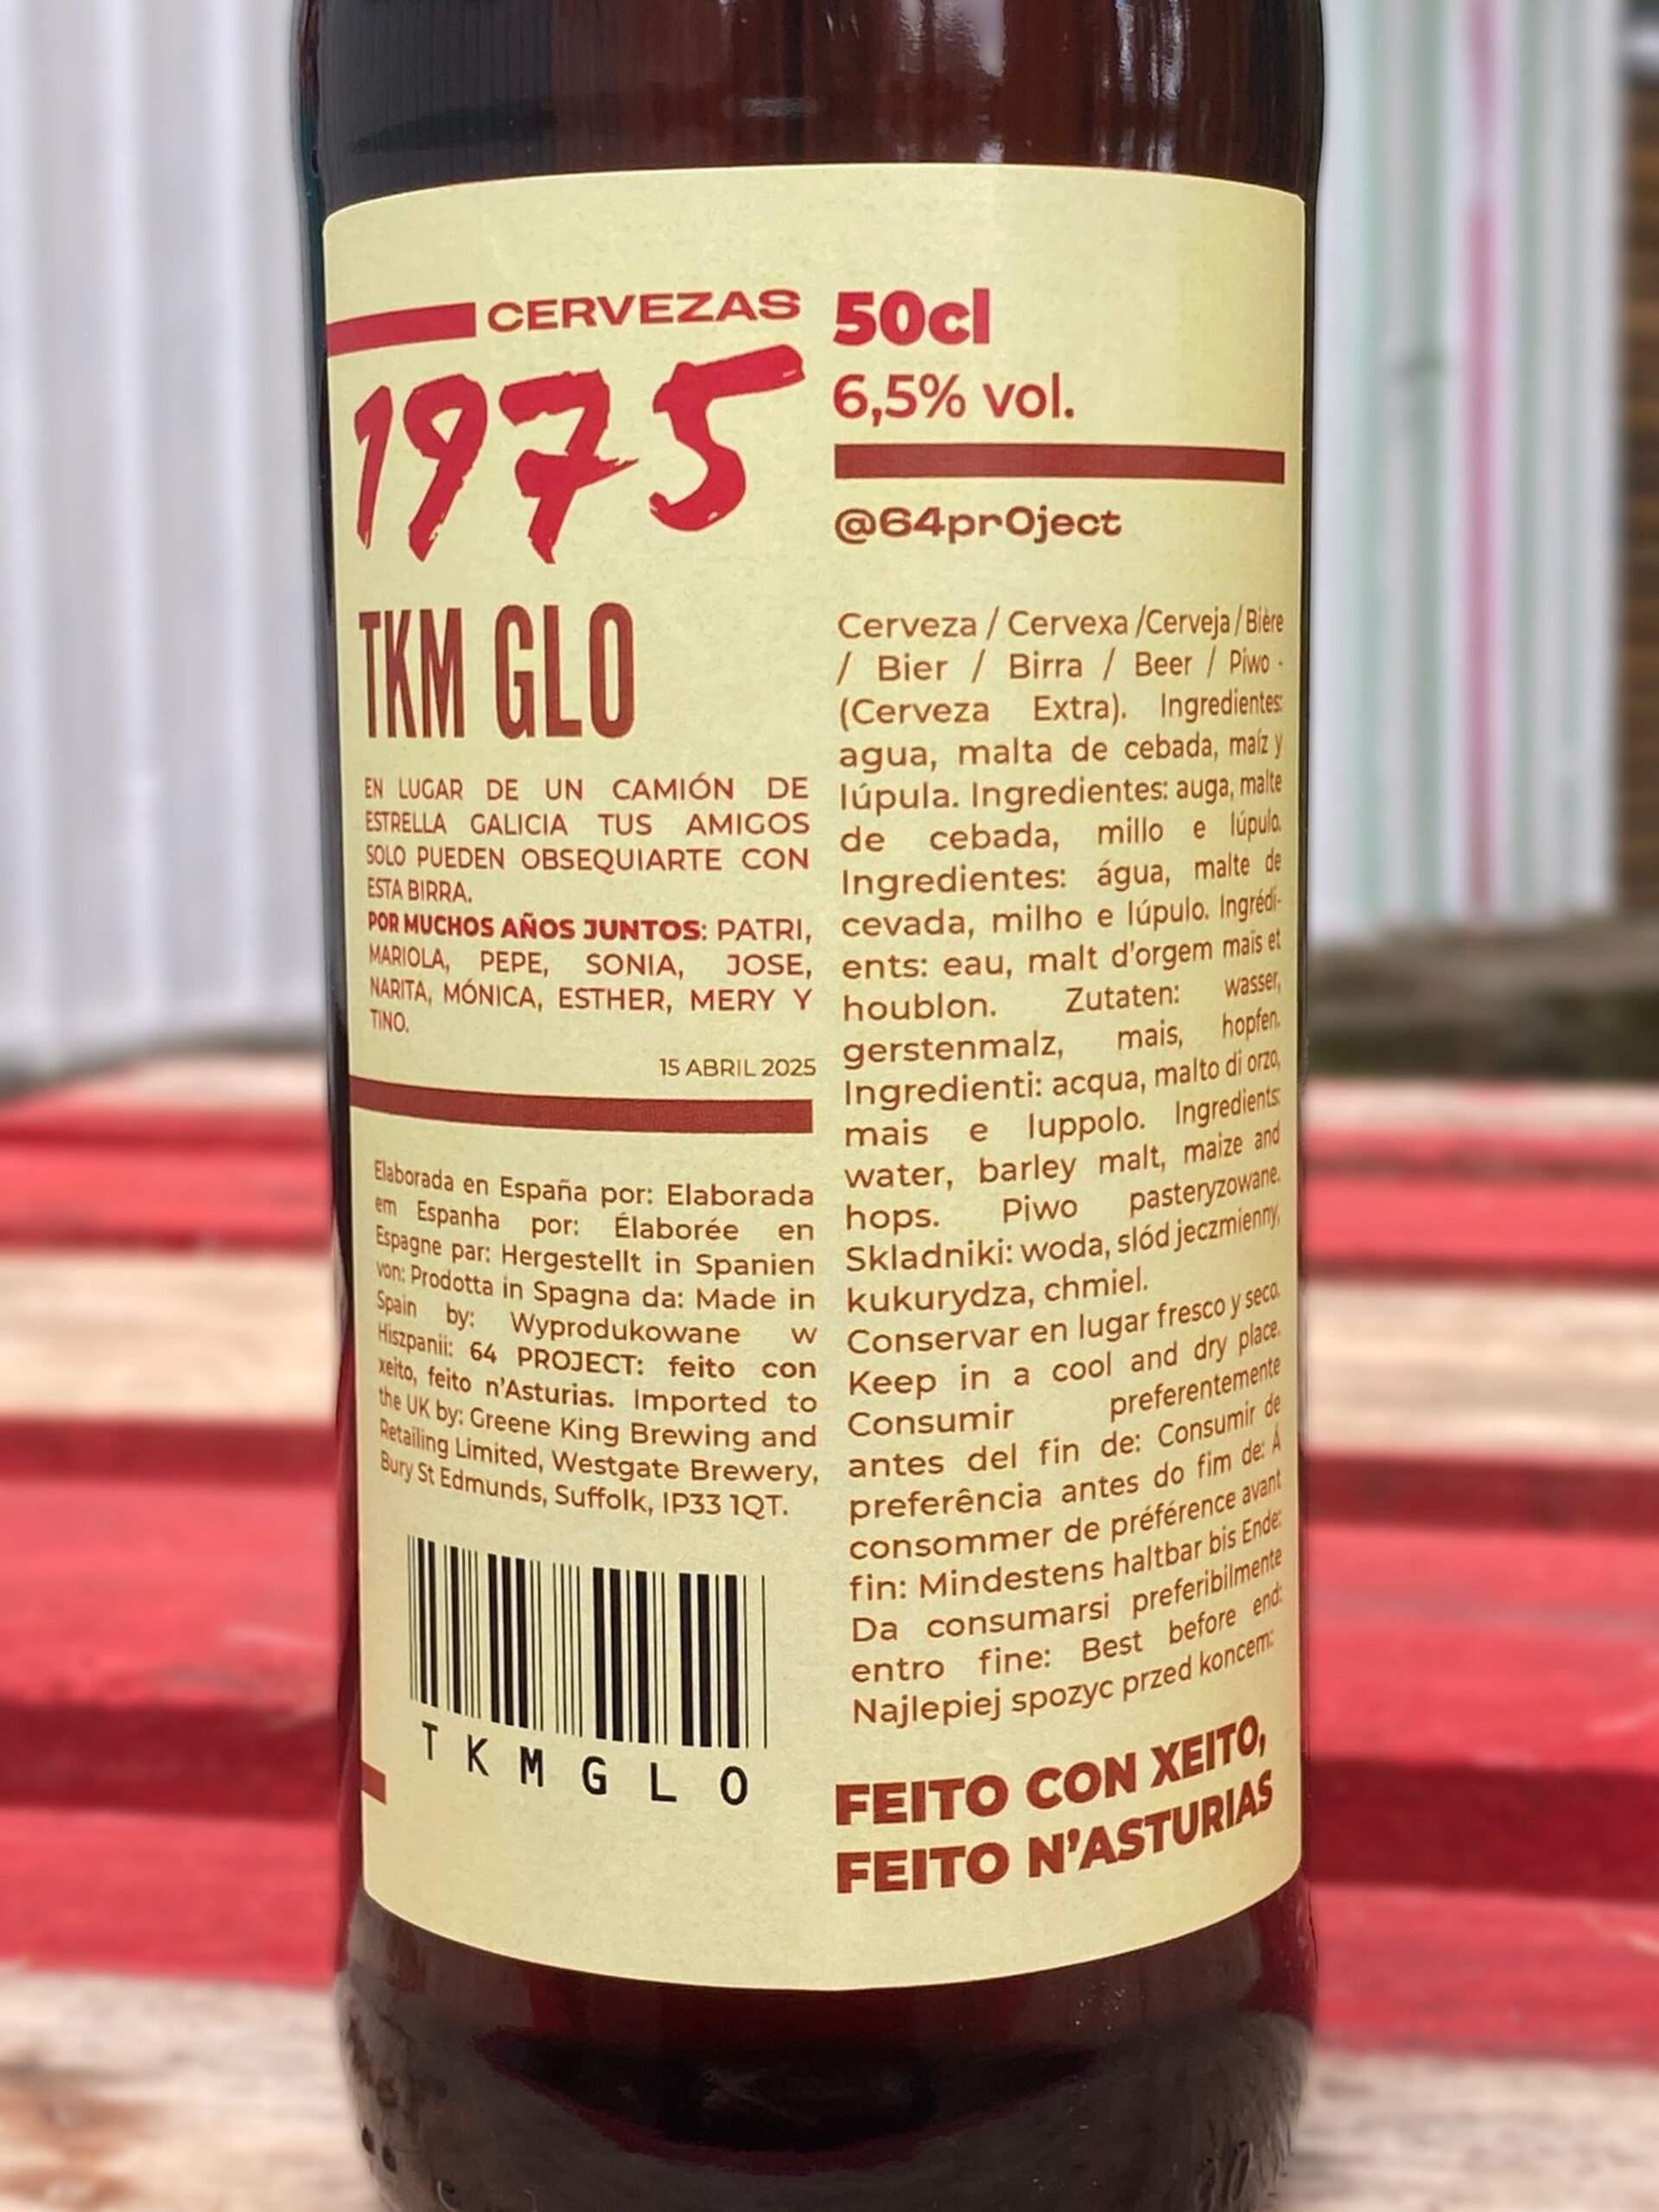 CERVEZAS
1975
TKM GLO
EN LUGAR DE UN CAMIÓN DE
ESTRELLA GALICIA TUS AMIGOS
SOLO PUEDEN OBSEQUIARTE CON
ESTA BIRRA.
POR MUCHOS AÑOS JUNTOS: PATRI,
MARIOLA, PEPE, SONIA, JOSE,
NARITA, MÓNICA, ESTHER, MERY Y
TINO.
15 ABRIL 2025
Elaborada en España por: Elaborada
em Espanha por: Élaborée en
Espagne par: Hergestellt in Spanien
von: Prodotta in Spagna da: Made in
Spain by: Wyprodukowane w
Hiszpanii: 64 PROJECT: feito con
xeito, feito n'Asturias. Imported to
the UK by: Greene King Brewing and
Retailing Limited, Westgate Brewery,
Bury St Edmunds, Suffolk, IP33 1QT.
TKMGLO
50cl
6,5% vol.
@64pr0ject
Cerveza / Cervexa /Cerveja / Bière
/ Bier / Birra / Beer / Piwo -
(Cerveza Extra). Ingredientes:
agua, malta de cebada, maíz y
lúpula. Ingredientes: auga, malte
de cebada, millo e lúpulo.
Ingredientes: água, malte de
cevada, milho e lúpulo. Ingrédi-
ents: eau, malt d'orgem maïs et
houblon. Zutaten: wasser,
gerstenmalz, mais, hopfen.
Ingredienti: acqua, malto di orzo,
mais e luppolo. Ingredients:
water, barley malt, maize and
hops. Piwo pasteryzowane.
Skladniki: woda, slód jeczmienny,
kukurydza, chmiel.
Conservar en lugar fresco y seco.
Keep in a cool and dry place.
Consumir preferentemente
antes del fin de: Consumir de
preferência antes do fim de: À
consommer de préférence avant
fin: Mindestens haltbar bis Ende:
Da consumarsi preferibilmente
entro fine: Best before end:
Najlepiej spozyc przed koncem:
FEITO CON XEITO,
FEITO N'ASTURIAS